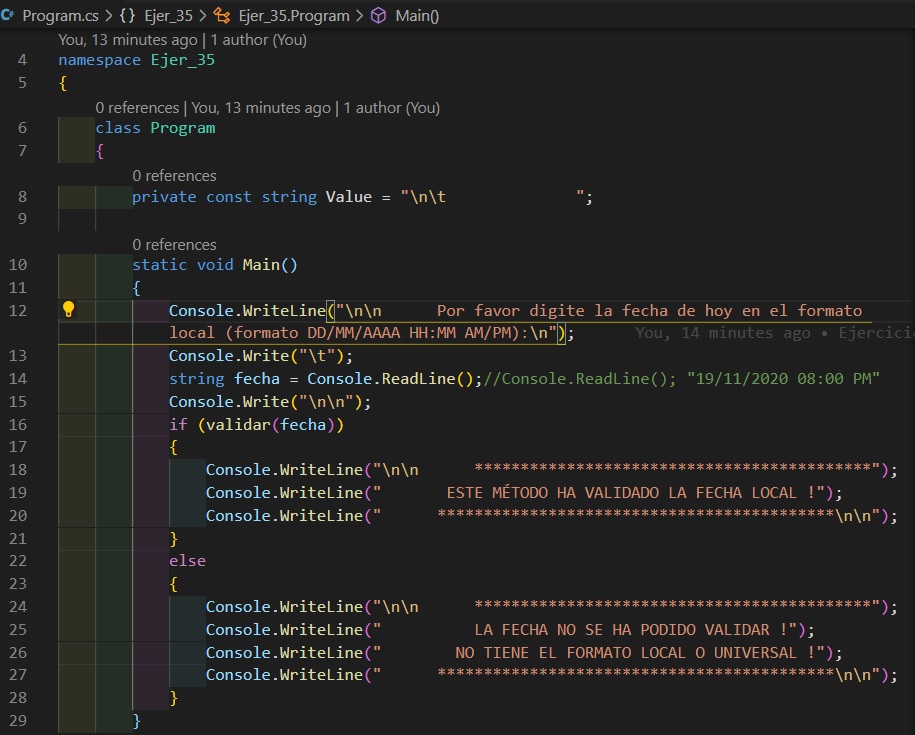 Program.cs > {} Ejer_35 > Ejer_35.Program > Main()
You, 13 minutes ago | 1 author (You)
4 namespace Ejer_35
5 {
0 references | You, 13 minutes ago | 1 author (You)
6 class Program
7 {
0 references
8 private const string Value = "\n\t              ";
9
0 references
10 static void Main()
11 {
12 Console.WriteLine("\n\n      Por favor digite la fecha de hoy en el formato
local (formato DD/MM/AAAA HH:MM AM/PM):\n"); You, 14 minutes ago • Ejercicio
13 Console.Write("\t");
14 string fecha = Console.ReadLine();//Console.ReadLine(); "19/11/2020 08:00 PM"
15 Console.Write("\n\n");
16 if (validar(fecha))
17 {
18 Console.WriteLine("\n\n      *******************************************");
19 Console.WriteLine("       ESTE MÉTODO HA VALIDADO LA FECHA LOCAL !");
20 Console.WriteLine("      *******************************************\n\n");
21 }
22 else
23 {
24 Console.WriteLine("\n\n      *******************************************");
25 Console.WriteLine("          LA FECHA NO SE HA PODIDO VALIDAR !");
26 Console.WriteLine("        NO TIENE EL FORMATO LOCAL O UNIVERSAL !");
27 Console.WriteLine("      *******************************************\n\n");
28 }
29 }